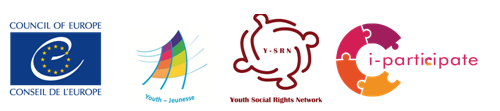 COUNCIL OF EUROPE
CONSEIL DE L'EUROPE
Youth – Jeunesse
Y-SRN
Youth Social Rights Network
i-participate